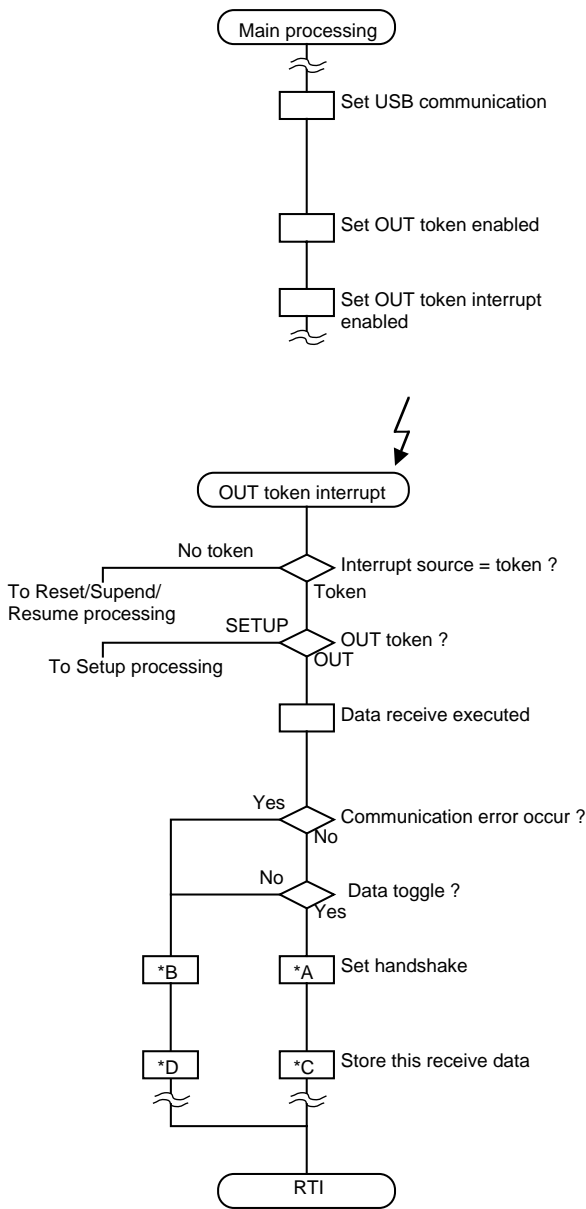 Main processing
Set USB communication
Set OUT token enabled
Set OUT token interrupt
enabled
OUT token interrupt
No token
Interrupt source = token ?
To Reset/Supend/
Resume processing
Token
SETUP
OUT token ?
To Setup processing
OUT
Data receive executed
Yes
Communication error occur ?
No
No
Data toggle ?
Yes
*B
*A
Set handshake
*D
*C
Store this receive data
RTI